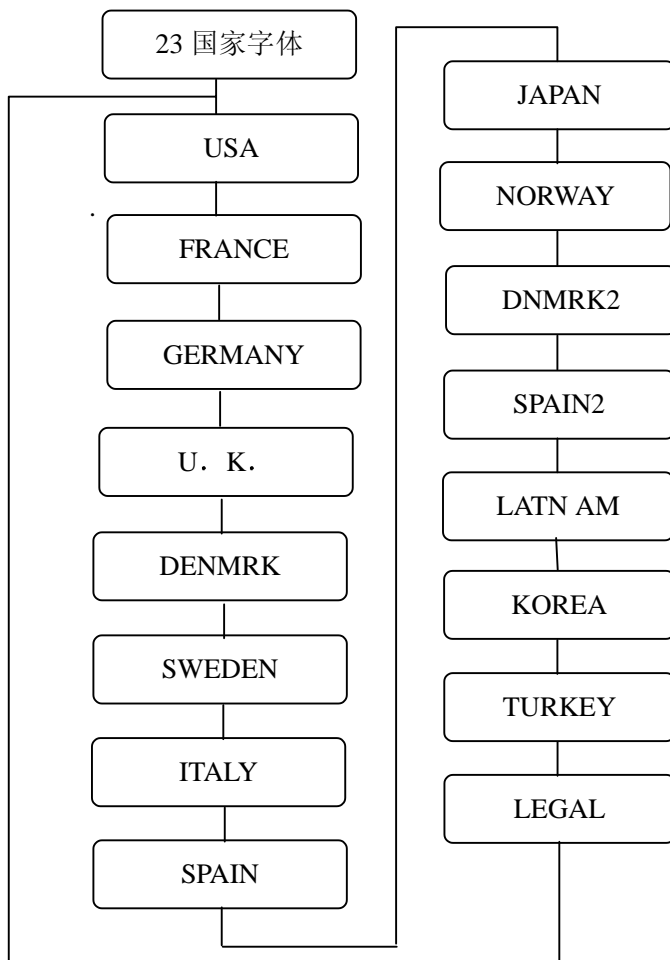 23 国家字体
USA
FRANCE
GERMANY
U．K．
DENMRK
SWEDEN
ITALY
SPAIN
JAPAN
NORWAY
DNMRK2
SPAIN2
LATN AM
KOREA
TURKEY
LEGAL